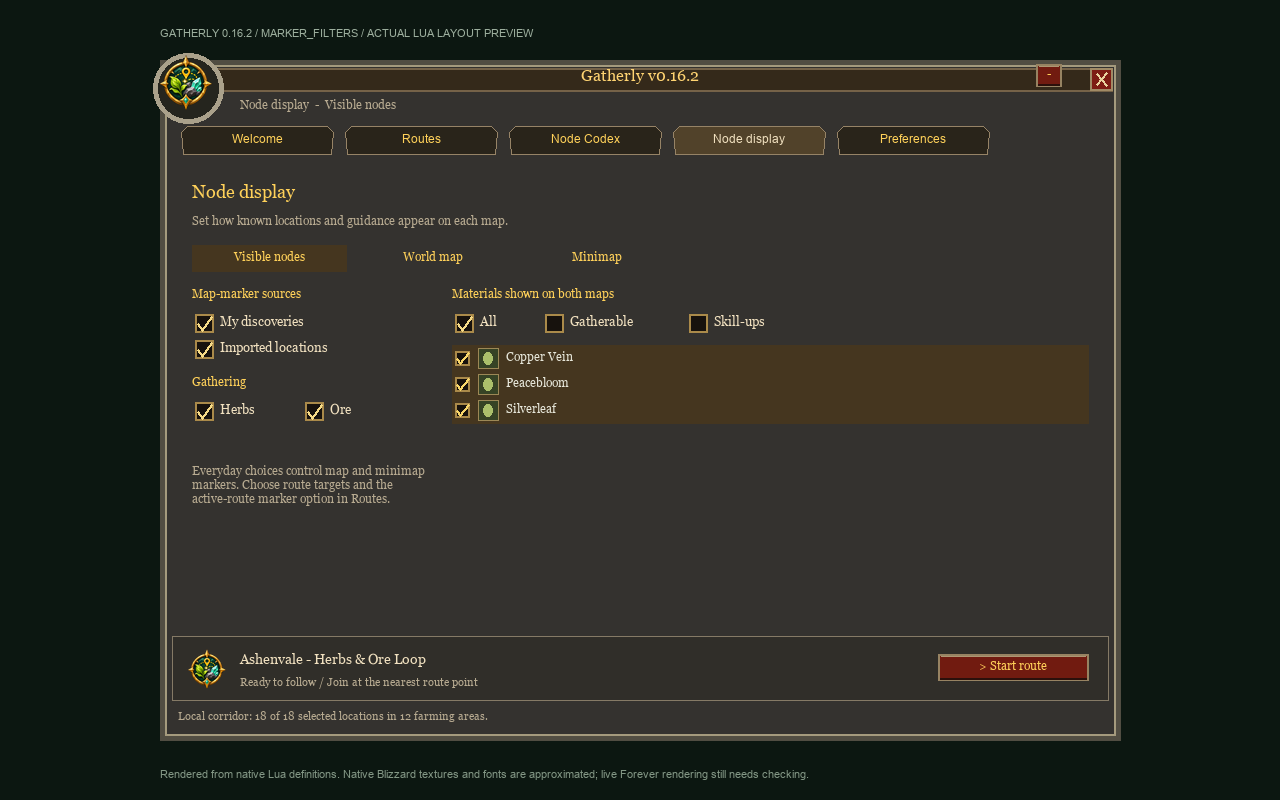 GATHERLY 0.16.2 / MARKER_FILTERS / ACTUAL LUA LAYOUT PREVIEW
Gatherly v0.16.2
-
X
Node display - Visible nodes
Welcome
Routes
Node Codex
Node display
Preferences
Node display
Set how known locations and guidance appear on each map.
Visible nodes
World map
Minimap
Map-marker sources
My discoveries
Imported locations
Gathering
Herbs
Ore
Everyday choices control map and minimap
markers. Choose route targets and the
active-route marker option in Routes.
Materials shown on both maps
All
Gatherable
Skill-ups
Copper Vein
Peacebloom
Silverleaf
Ashenvale - Herbs & Ore Loop
Ready to follow / Join at the nearest route point
> Start route
Local corridor: 18 of 18 selected locations in 12 farming areas.
Rendered from native Lua definitions. Native Blizzard textures and fonts are approximated; live Forever rendering still needs checking.